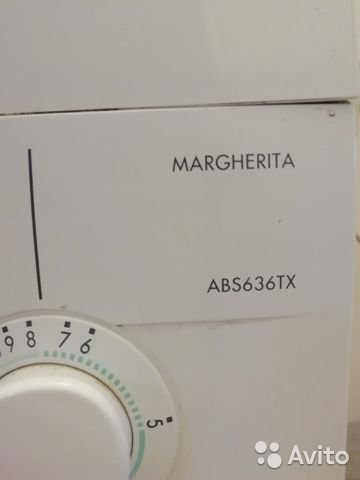 MARGHERITA
ABS636TX
9 8 7 6
5
Avito